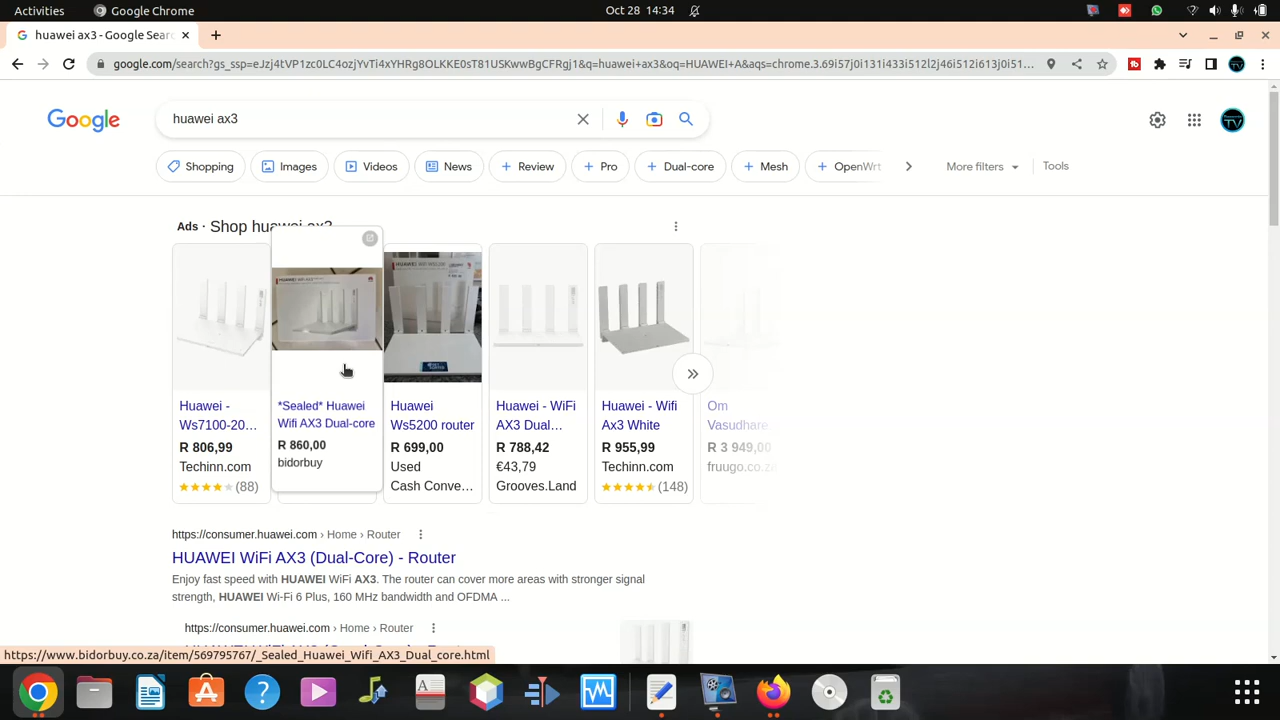 Activities Google Chrome Oct 28 14:34
huawei ax3 - Google Sear
google.com/search?gs_ssp=eJzj4tVP1zc0LC4ozjYvTi4xYHRg8OLKKE0sT81USKwwBgCFRgj1&q=huawei+ax3&oq=HUAWEI+A&aqs=chrome.3.69i57j0i131i433i512l2j46i512i613j0i51...
Google huawei ax3
Shopping Images Videos News Review Pro Dual-core Mesh OpenWrt More filters Tools
Ads · Shop huawei ax3
Huawei -
Ws7100-20...
R 806,99
Techinn.com
(88)
HUAWEI WiFi AX3
*Sealed* Huawei
Wifi AX3 Dual-core
R 860,00
bidorbuy
Huawei
Ws5200 router
R 699,00
Used
Cash Conve...
Huawei - WiFi
AX3 Dual...
R 788,42
€43,79
Grooves.Land
Huawei - Wifi
Ax3 White
R 955,99
Techinn.com
(148)
Om
Vasudhare
R 3 949,00
fruugo.co.za
https://consumer.huawei.com › Home › Router
HUAWEI WiFi AX3 (Dual-Core) - Router
Enjoy fast speed with HUAWEI WiFi AX3. The router can cover more areas with stronger signal
strength, HUAWEI Wi-Fi 6 Plus, 160 MHz bandwidth and OFDMA ...
https://consumer.huawei.com › Home › Router
https://www.bidorbuy.co.za/item/569795767/_Sealed_Huawei_Wifi_AX3_Dual_core.html